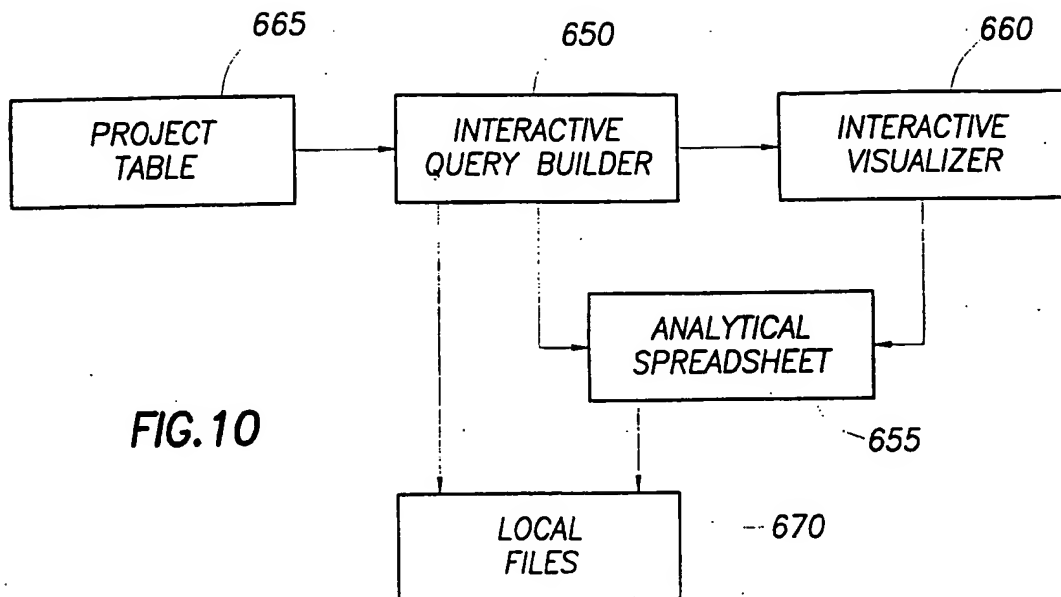 665
650
660
PROJECT
TABLE
INTERACTIVE
QUERY BUILDER
INTERACTIVE
VISUALIZER
ANALYTICAL
SPREADSHEET
655
FIG. 10
LOCAL
FILES
670